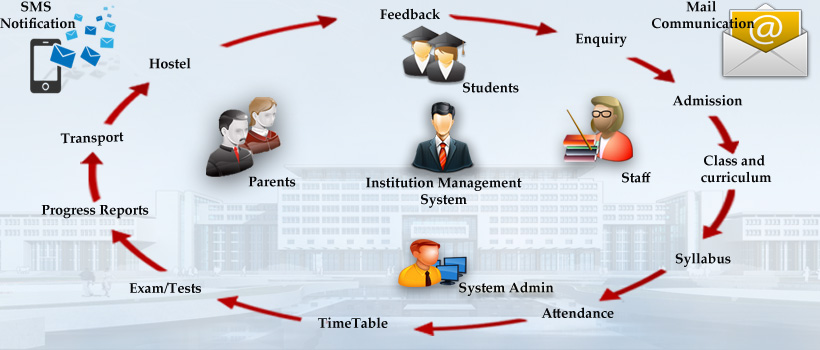 SMS
Notification
Feedback
Mail
Communication
@
Enquiry
Hostel
Students
Admission
Transport
Class and
curriculum
Parents
Institution Management
System
Staff
Progress Reports
Syllabus
Exam/Tests
System Admin
Attendance
TimeTable